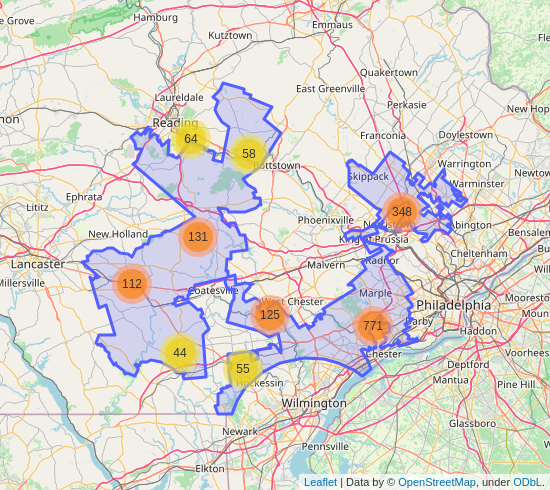 Grove
Hamburg
Emmaus
Kutztown
Laureldale
Quakertown
East Greenville
Perkasie
New Hop
Reading
64
Franconia
Doylestown
non
58
Pottstown
Warrington
Skippack
Warminster
Newtow
Ephrata
Lititz
348
Phoenixville
Abington
Bensalem
New Holland
131
King of Prussia
Lancaster
Malvern
Radnor
Cheltenham
Millersville
112
Coatesville
Marple
West Chester
Philadelphia
Moorestown
125
Mount
771
Darby
Haddon
44
Chester
Voorhees
55
Deptford
Hockessin
Mantua
Pine Hill
Wilmington
Glassboro
Newark
W
Pennsville
Elkton
Leaflet | Data by © OpenStreetMap, under ODbL.